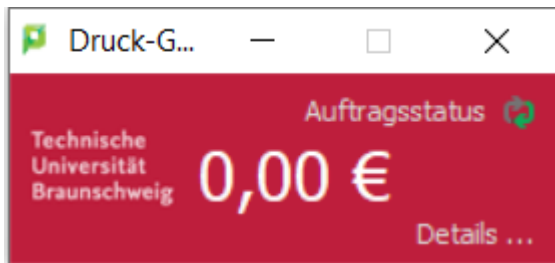 Druck-G...
Auftragsstatus
Technische
Universität
Braunschweig
0,00 €
Details ...